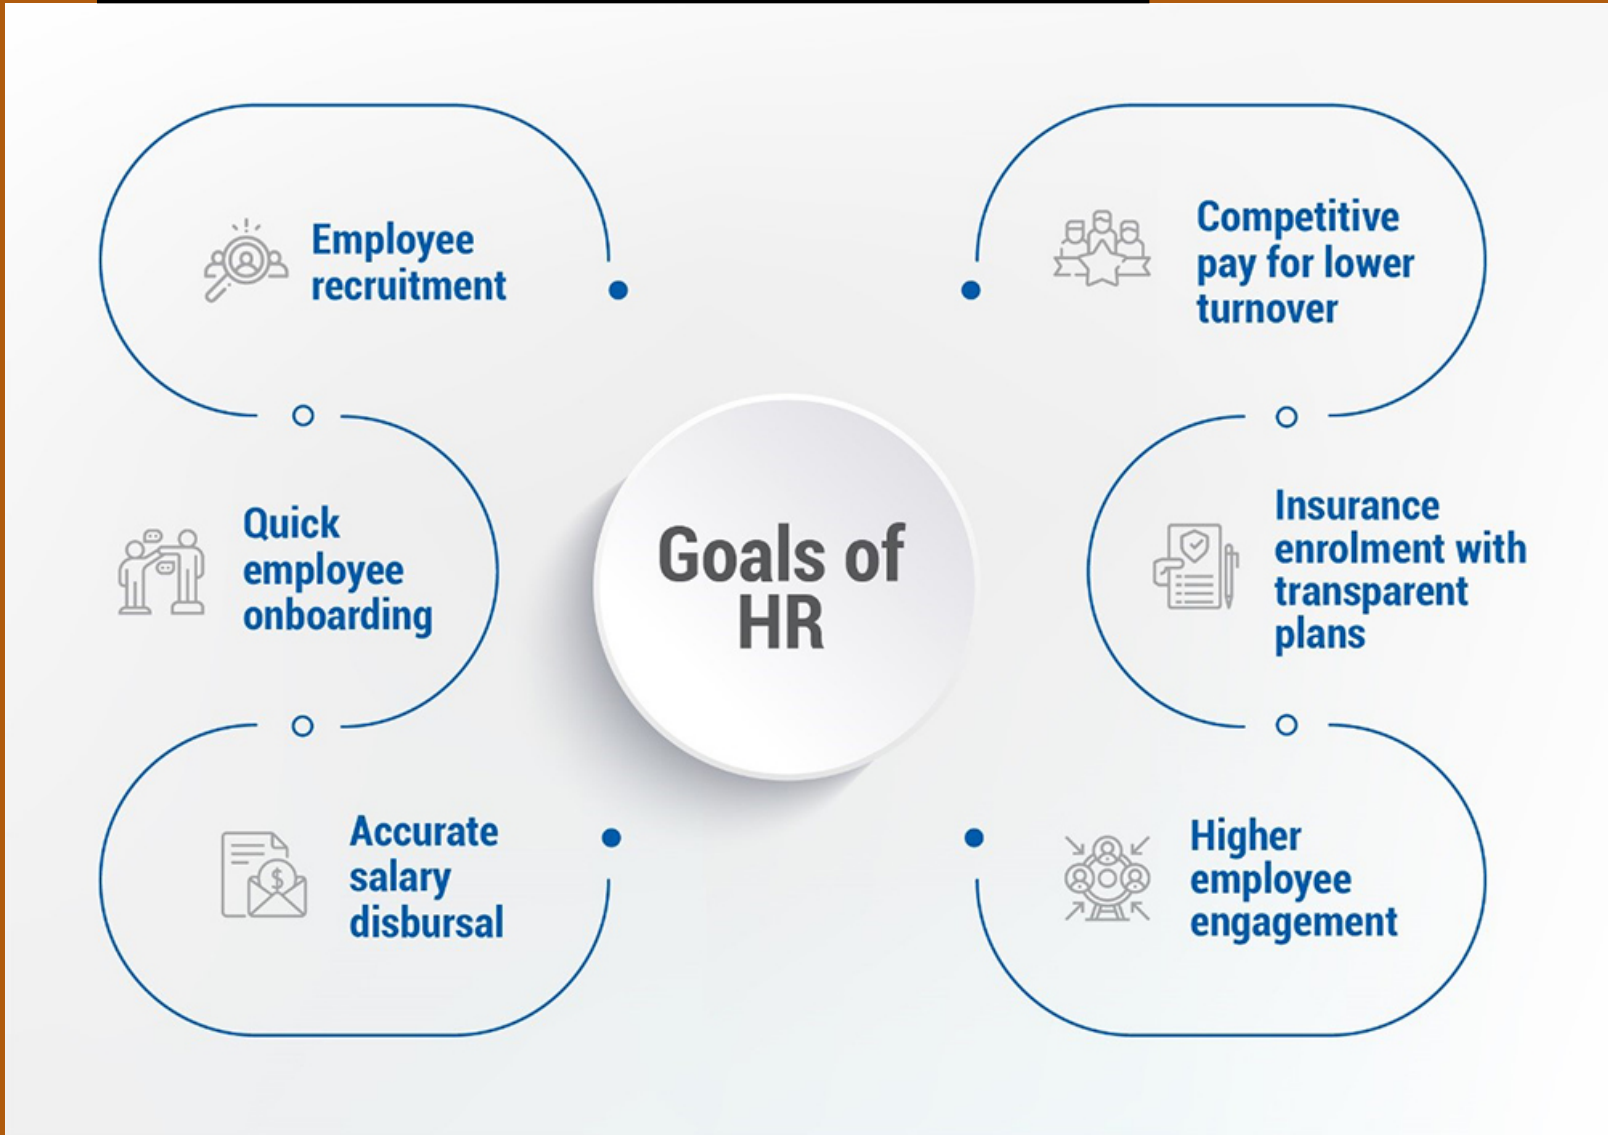 Employee
recruitment
Quick
employee
onboarding
Accurate
salary
disbursal
Goals of
HR
Competitive
pay for lower
turnover
Insurance
enrolment with
transparent
plans
Higher
employee
engagement
$